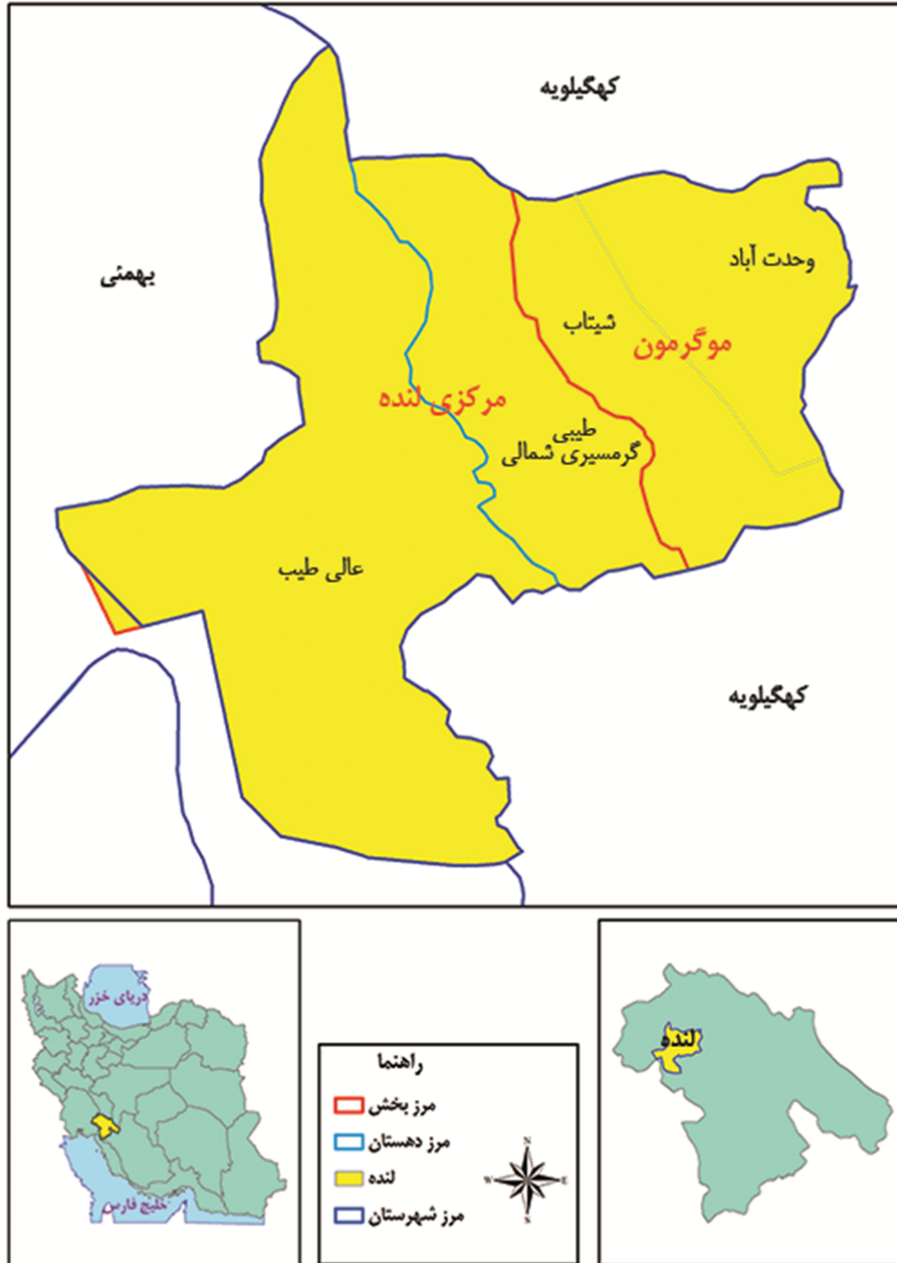 کهگیلویه
وحدت آباد
بهمئی
شیتاب
موگرمون
مرکزی لنده
طیبی
گرمسیری شمالی
عالی طیب
کهگیلویه
دریای خزر
خلیج فارس
راهنما
مرز بخش
مرز دهستان
لنده
مرز شهرستان
N
W
E
S
لنده